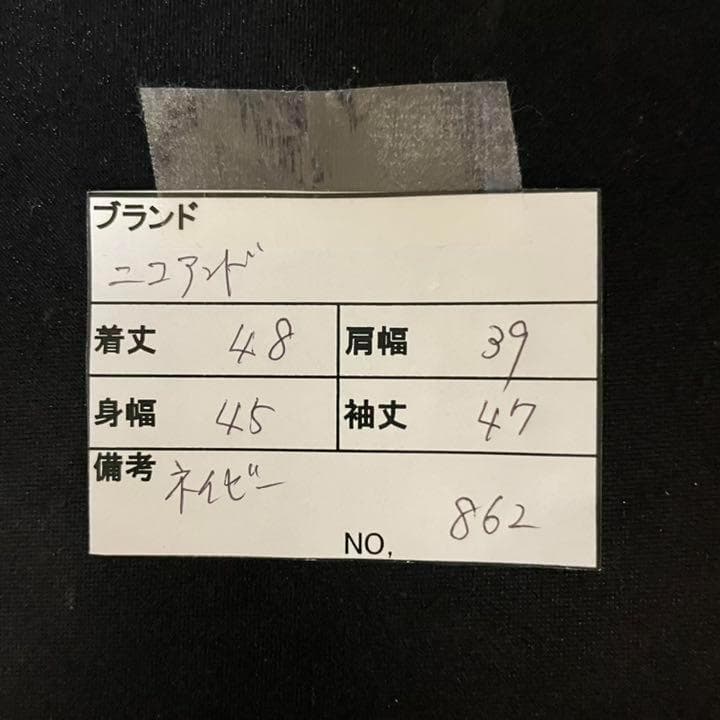 ブランド
ニコアンド
着丈 48 肩幅 39
身幅 45 袖丈 47
備考 ネイビー
NO, 862